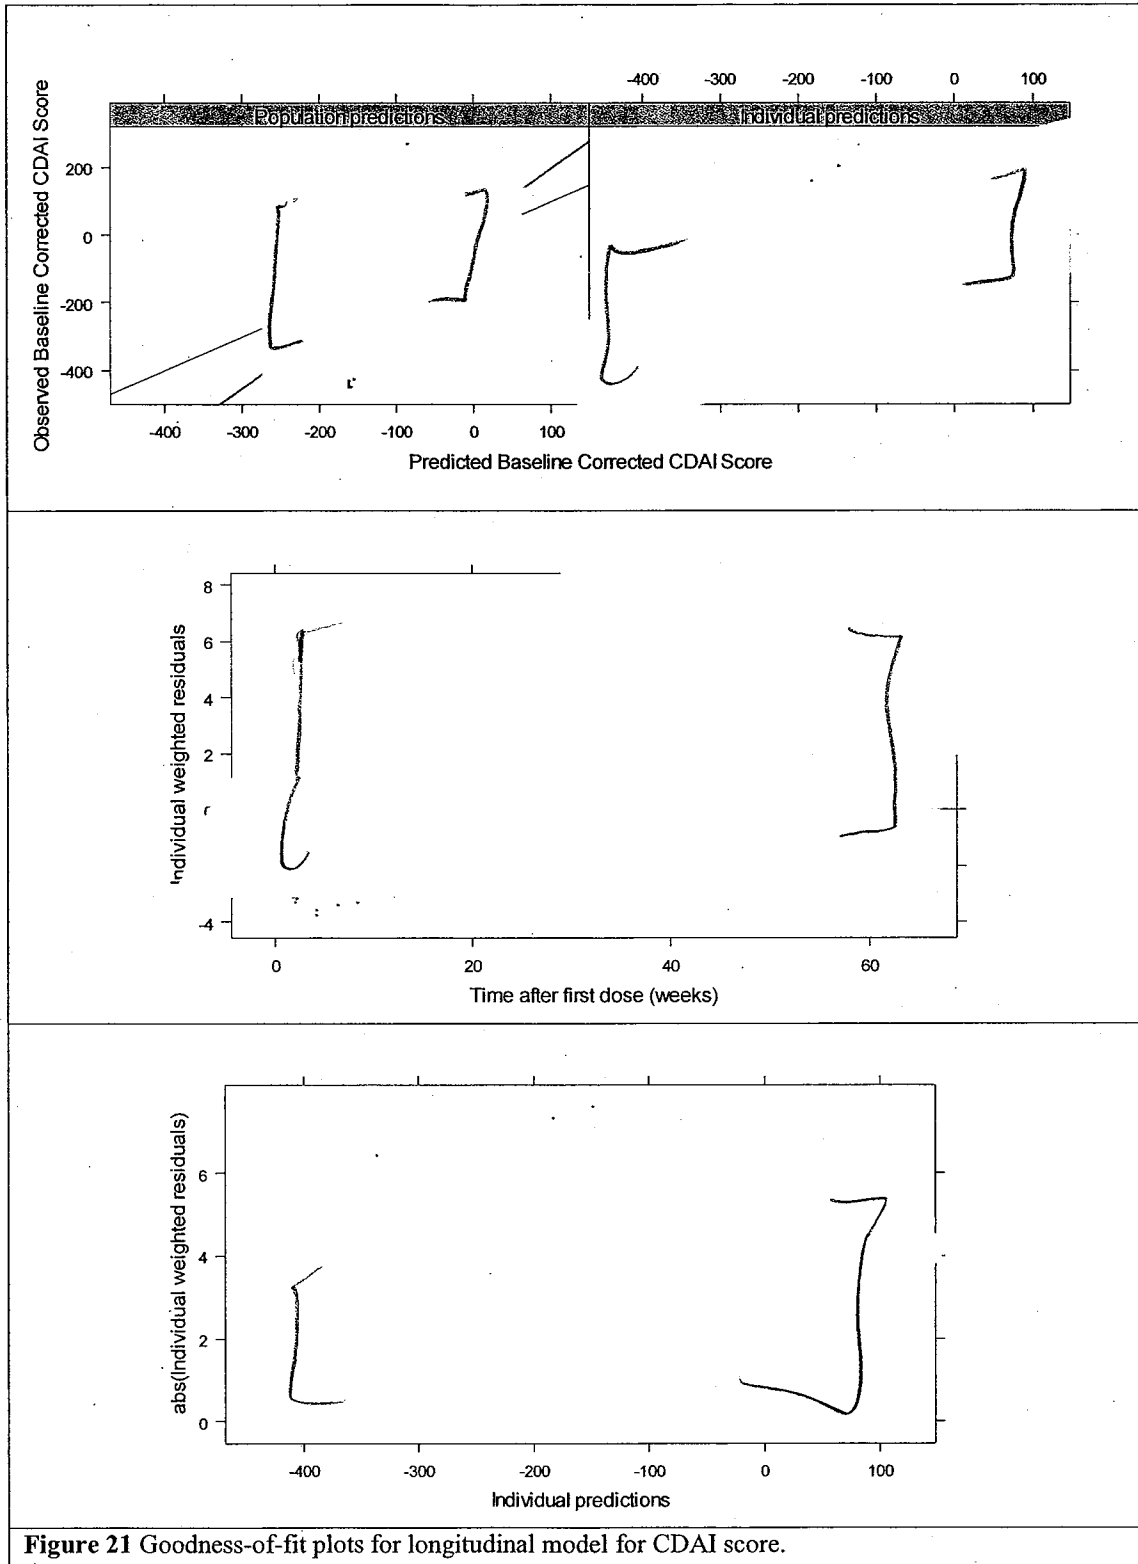 -400 -300 -200 -100 0 100
Population predictions
Individual predictions
Observed Baseline Corrected CDAI Score
200
0
-200
-400
-400 -300 -200 -100 0 100
Predicted Baseline Corrected CDAI Score
ndividual weighted residuals
8
6
4
2
-4
0 20 40 60
Time after first dose (weeks)
abs(Individual weighted residuals)
6
4
2
0
-400 -300 -200 -100 0 100
Individual predictions
Figure 21 Goodness-of-fit plots for longitudinal model for CDAI score.